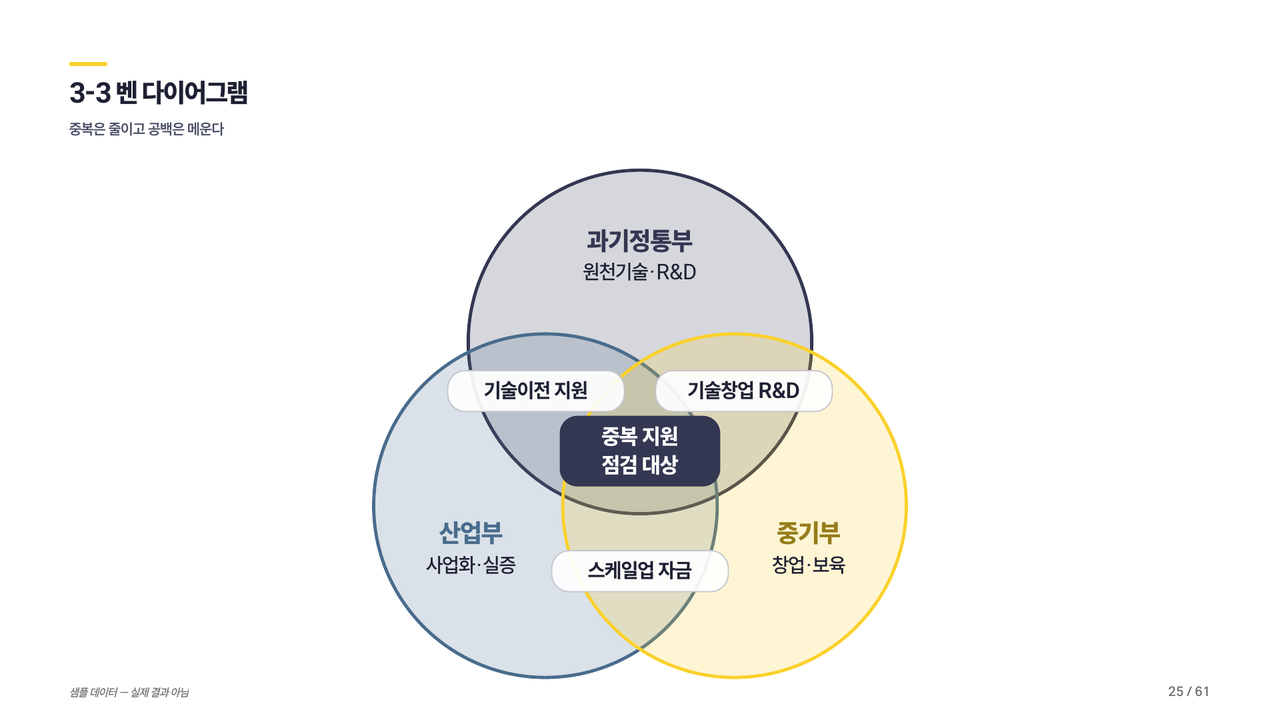 3-3 벤 다이어그램
중복은 줄이고 공백은 메운다
과기정통부
원천기술·R&D
기술이전 지원
기술창업 R&D
중복 지원
점검 대상
산업부
사업화·실증
중기부
창업·보육
스케일업 자금
샘플 데이터 — 실제 결과 아님
25 / 61